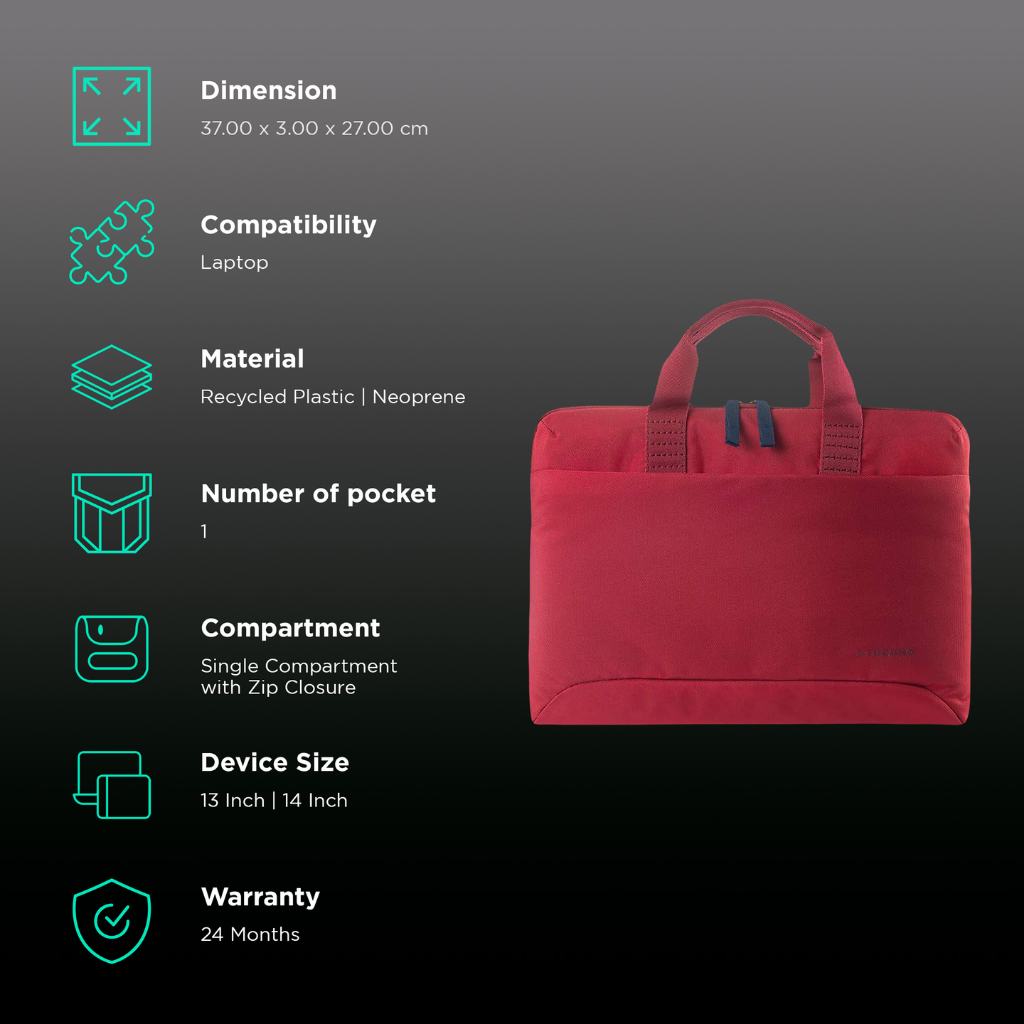 Dimension
37.00 x 3.00 x 27.00 cm
Compatibility
Laptop
Material
Recycled Plastic | Neoprene
Number of pocket
1
Compartment
Single Compartment
with Zip Closure
Device Size
13 Inch | 14 Inch
Warranty
24 Months